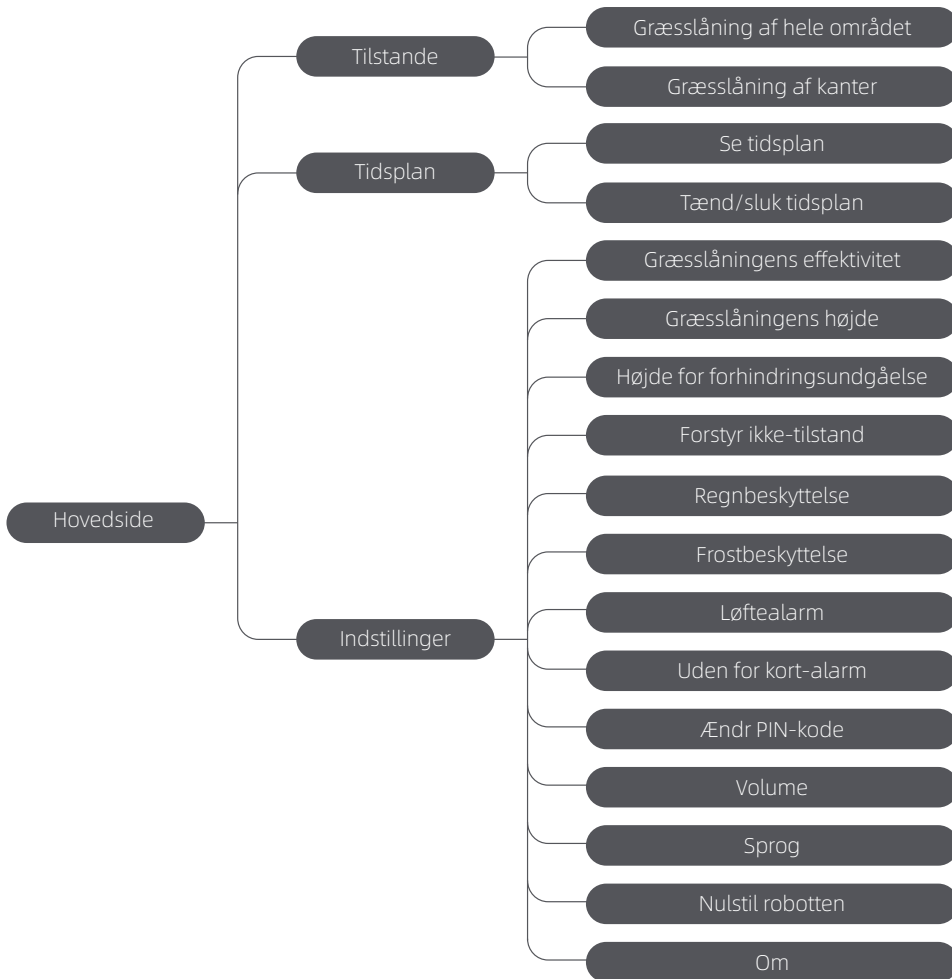 Hovedside
Tilstande
Græsslåning af hele området
Græsslåning af kanter
Tidsplan
Se tidsplan
Tænd/sluk tidsplan
Indstillinger
Græsslåningens effektivitet
Græsslåningens højde
Højde for forhindringsundgåelse
Forstyr ikke-tilstand
Regnbeskyttelse
Frostbeskyttelse
Løftealarm
Uden for kort-alarm
Ændr PIN-kode
Volume
Sprog
Nulstil robotten
Om